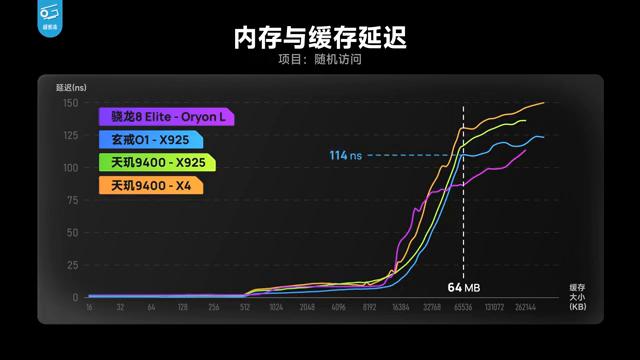 内存与缓存延迟
项目：随机访问
延迟(ns)
150
125
100
75
50
25
0
骁龙8 Elite - Oryon L
玄戒O1 - X925
天玑9400 - X925
天玑9400 - X4
114 ns
64 MB
16 32 64 128 256 512 1024 2048 4096 8192 16384 32768 65536 131072 262144
缓存
大小
(KB)